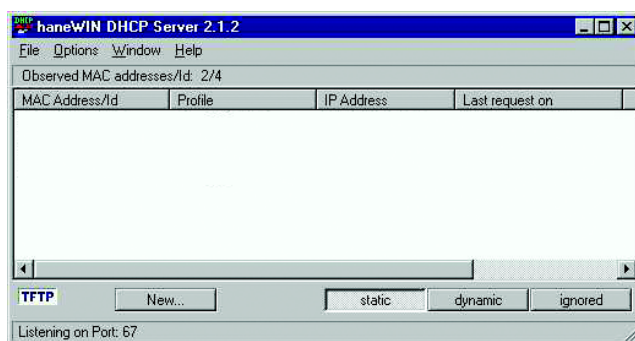 DHCP haneWIN DHCP Server 2.1.2
File Options Window Help
Observed MAC addresses/Id: 2/4
MAC Address/Id Profile IP Address Last request on
TFTP New... static dynamic ignored
Listening on Port: 67